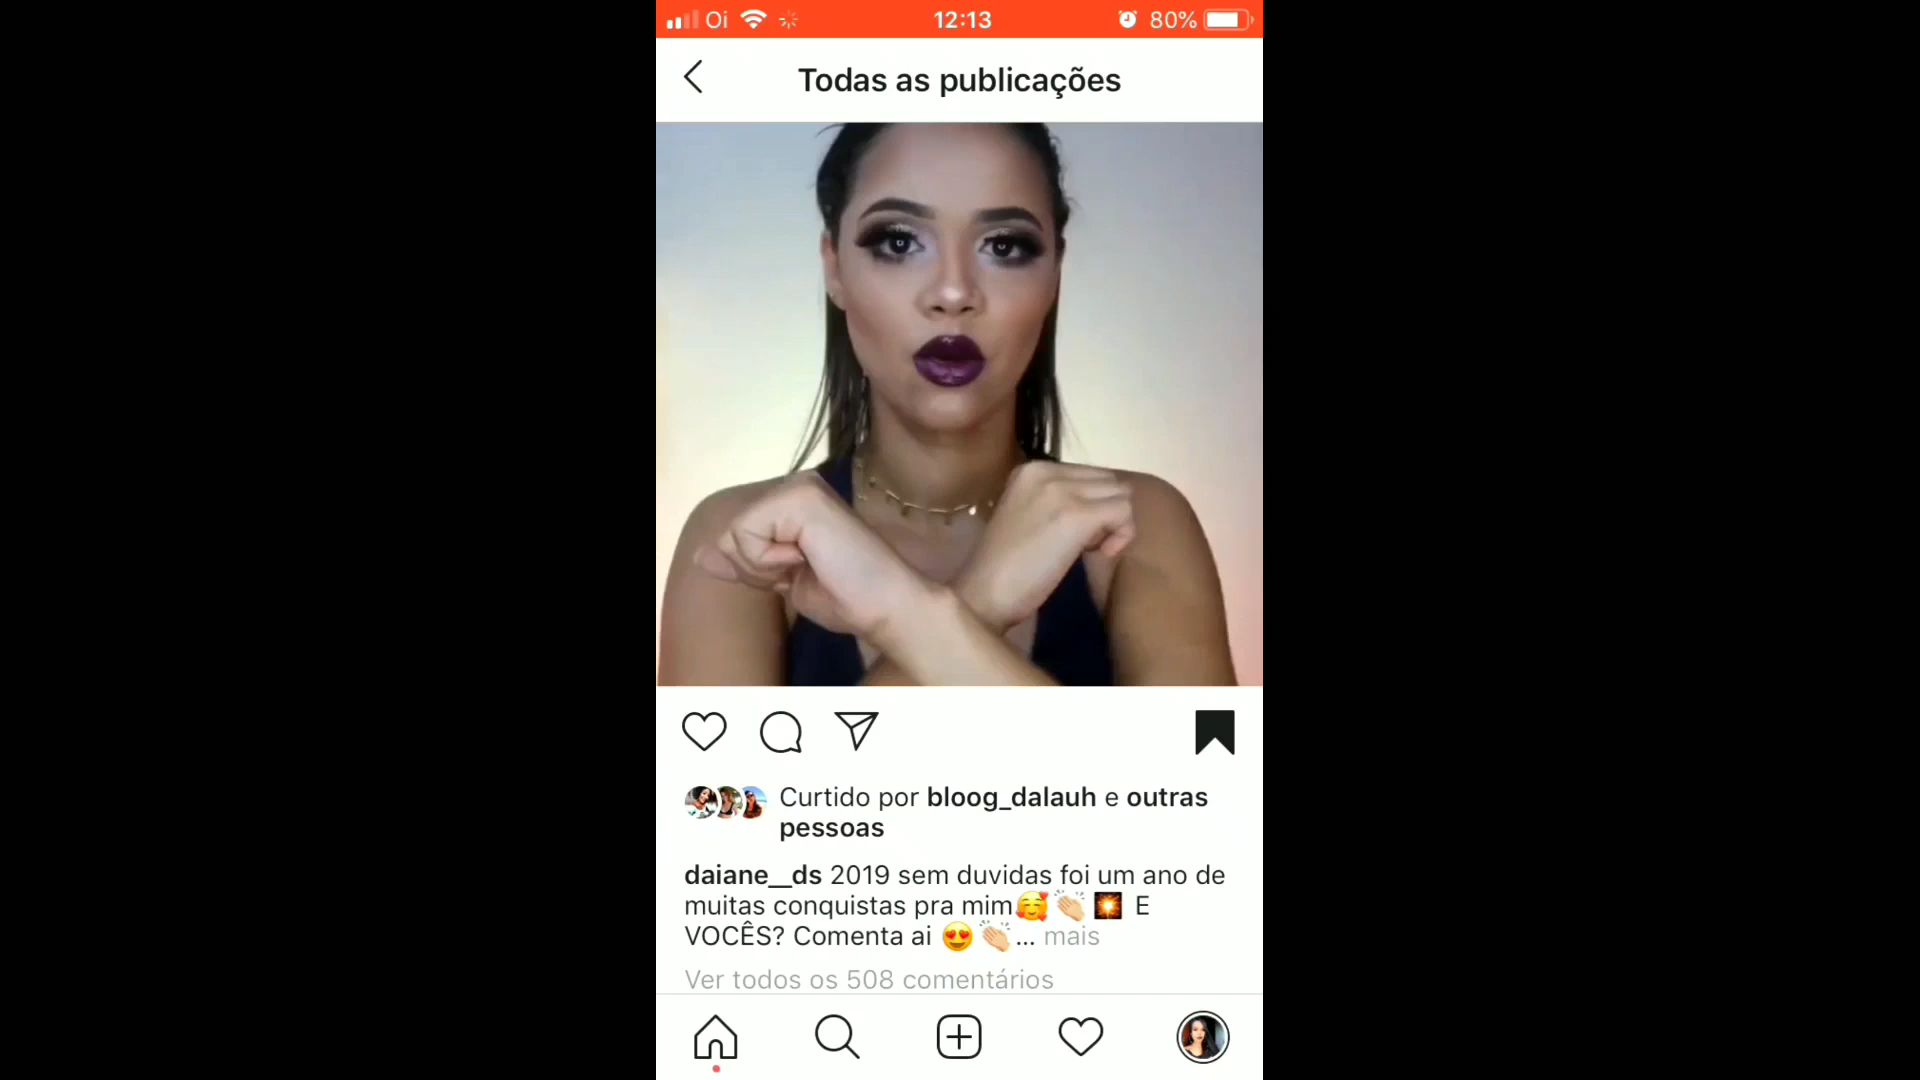 Oi 12:13 80%
Todas as publicações
Curtido por bloog_dalauh e outras
pessoas
daiane__ds 2019 sem duvidas foi um ano de
muitas conquistas pra mim🥰👏🏼💥 E
VOCÊS? Comenta ai 😍👏🏼... mais
Ver todos os 508 comentários